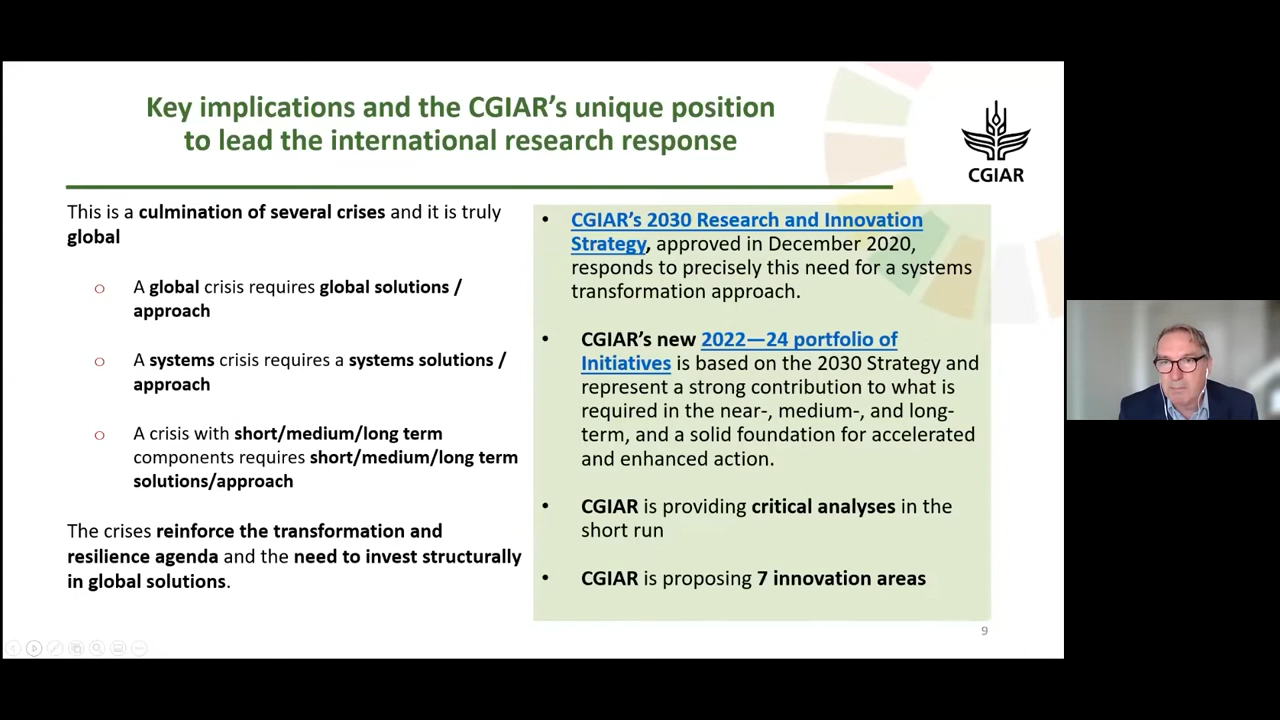 Key implications and the CGIAR's unique position
to lead the international research response
CGIAR
This is a culmination of several crises and it is truly
global
o A global crisis requires global solutions /
approach
o A systems crisis requires a systems solutions /
approach
o A crisis with short/medium/long term
components requires short/medium/long term
solutions/approach
The crises reinforce the transformation and
resilience agenda and the need to invest structurally
in global solutions.
• CGIAR's 2030 Research and Innovation
Strategy, approved in December 2020,
responds to precisely this need for a systems
transformation approach.
• CGIAR's new 2022—24 portfolio of
Initiatives is based on the 2030 Strategy and
represent a strong contribution to what is
required in the near-, medium-, and long-
term, and a solid foundation for accelerated
and enhanced action.
• CGIAR is providing critical analyses in the
short run
• CGIAR is proposing 7 innovation areas
9